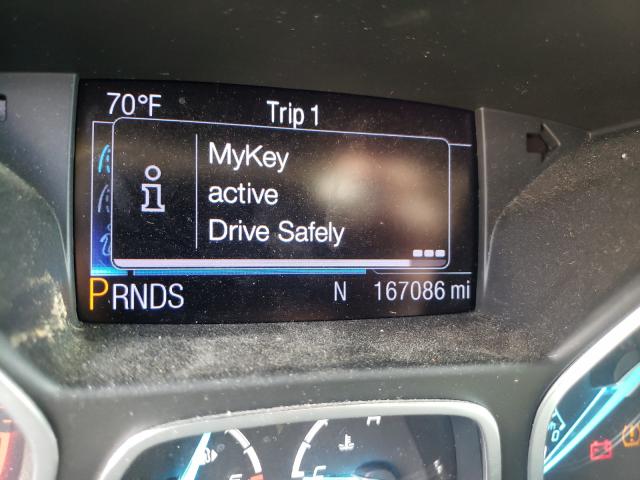 70°F
Trip 1
MyKey
active
Drive Safely
PRNDS
N
167086 mi